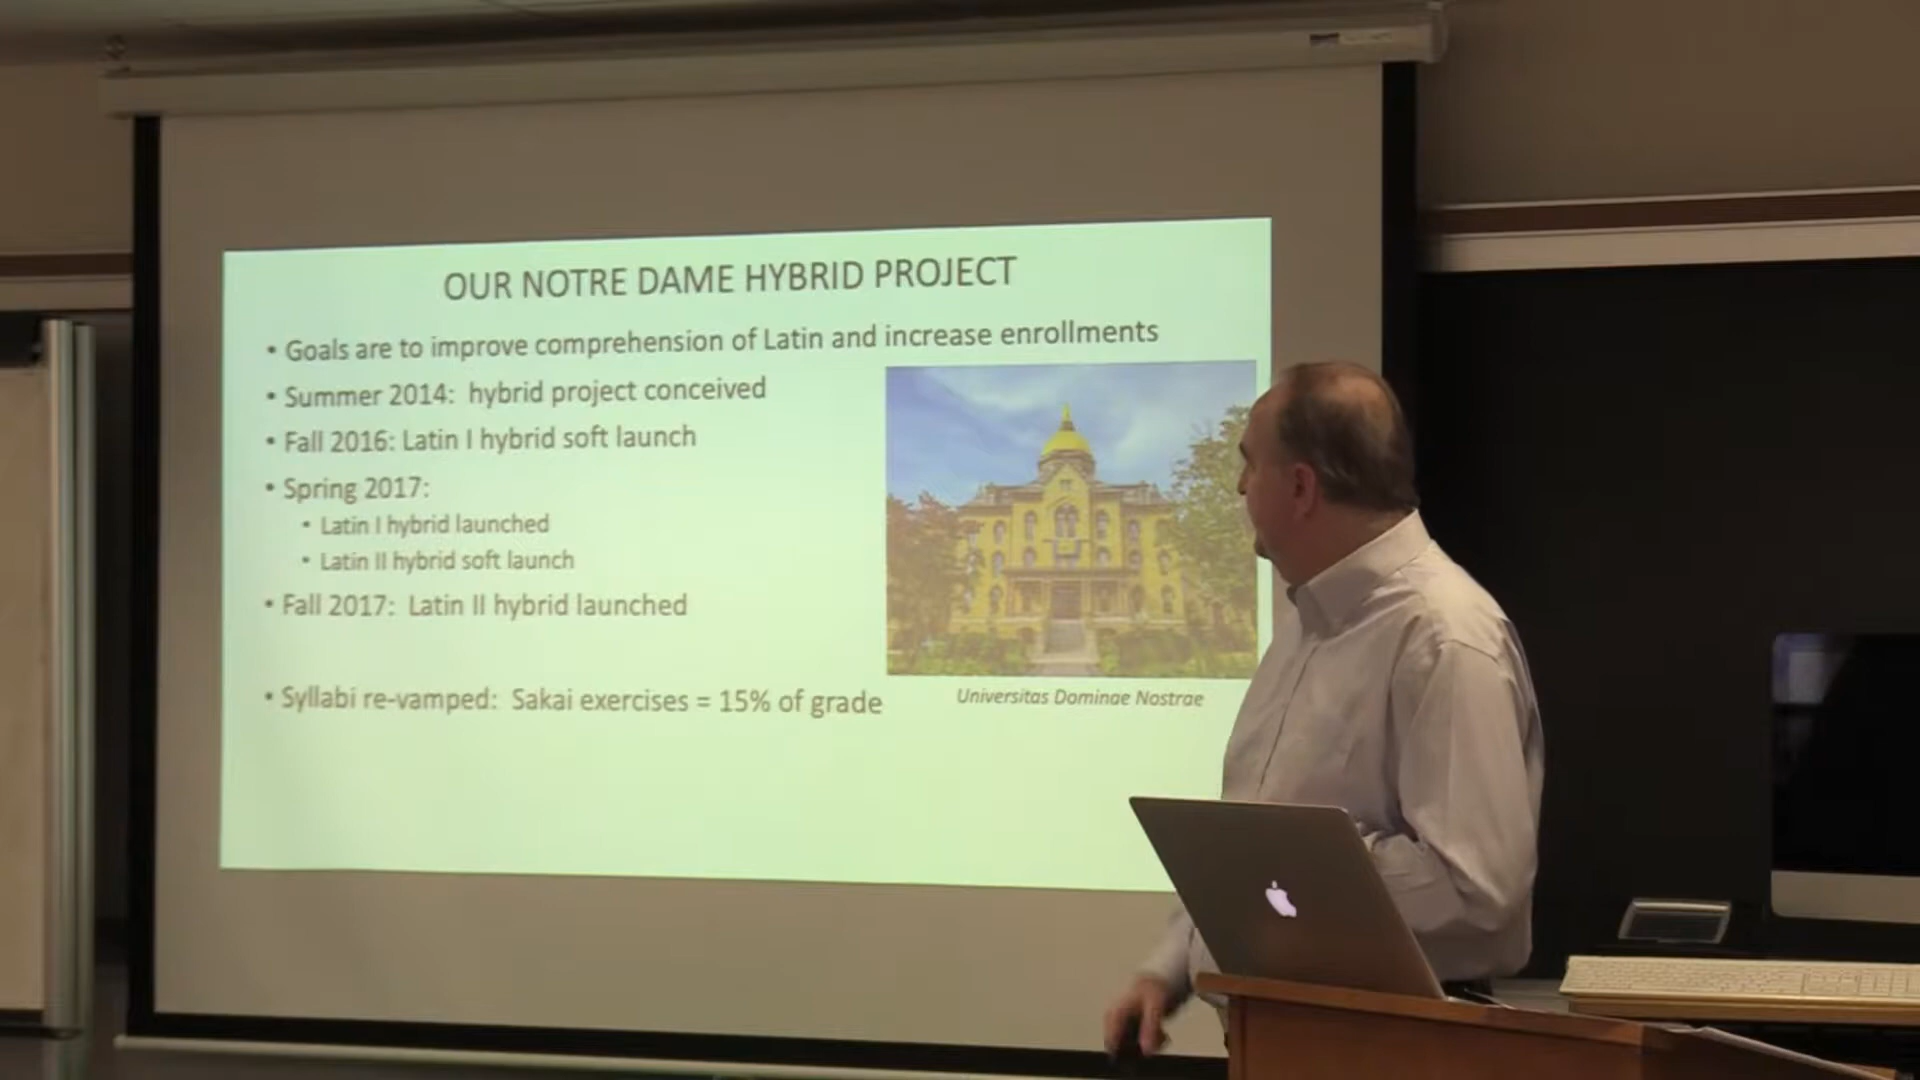 OUR NOTRE DAME HYBRID PROJECT
• Goals are to improve comprehension of Latin and increase enrollments
• Summer 2014: hybrid project conceived
• Fall 2016: Latin I hybrid soft launch
• Spring 2017:
• Latin I hybrid launched
• Latin II hybrid soft launch
• Fall 2017: Latin II hybrid launched
• Syllabi re-vamped: Sakai exercises = 15% of grade
Universitas Dominae Nostrae